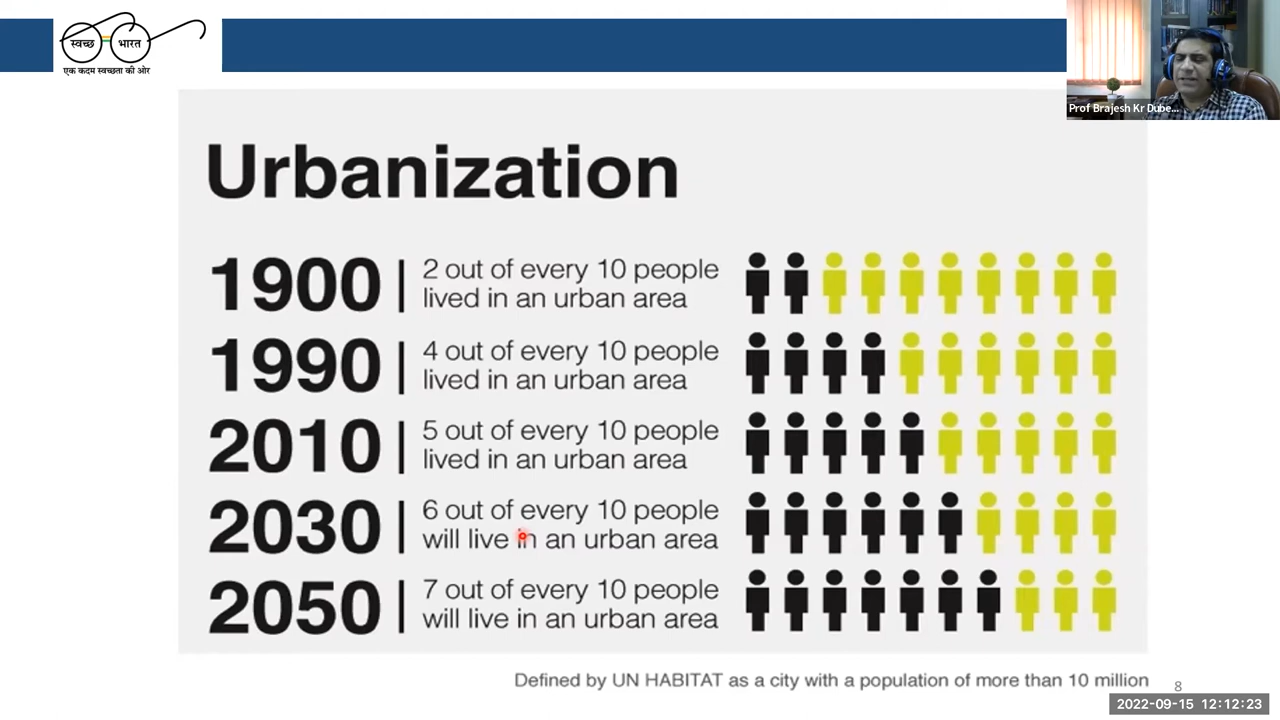 स्वच्छ भारत
एक कदम स्वच्छता की ओर
Prof Brajesh Kr Dube...
Urbanization
1900 | 2 out of every 10 people
lived in an urban area
1990 | 4 out of every 10 people
lived in an urban area
2010 | 5 out of every 10 people
lived in an urban area
2030 | 6 out of every 10 people
will live in an urban area
2050 | 7 out of every 10 people
will live in an urban area
Defined by UN HABITAT as a city with a population of more than 10 million
8
2022-09-15 12:12:23